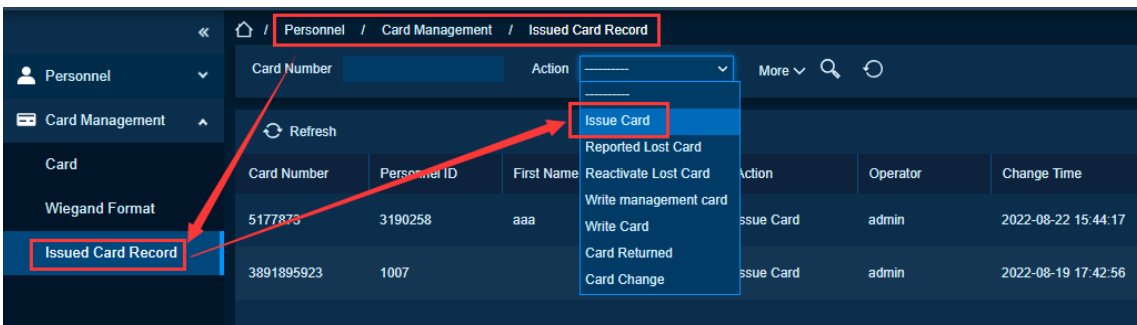 «
/ Personnel / Card Management / Issued Card Record
Personnel
Card Management
Card
Wiegand Format
Issued Card Record
Card Number
Action
----------
More
----------
Issue Card
Reported Lost Card
Reactivate Lost Card
Write management card
Write Card
Card Returned
Card Change
Refresh
Card Number Personnel ID First Name Action Operator Change Time
5177873 3190258 aaa ssue Card admin 2022-08-22 15:44:17
3891895923 1007 ssue Card admin 2022-08-19 17:42:56